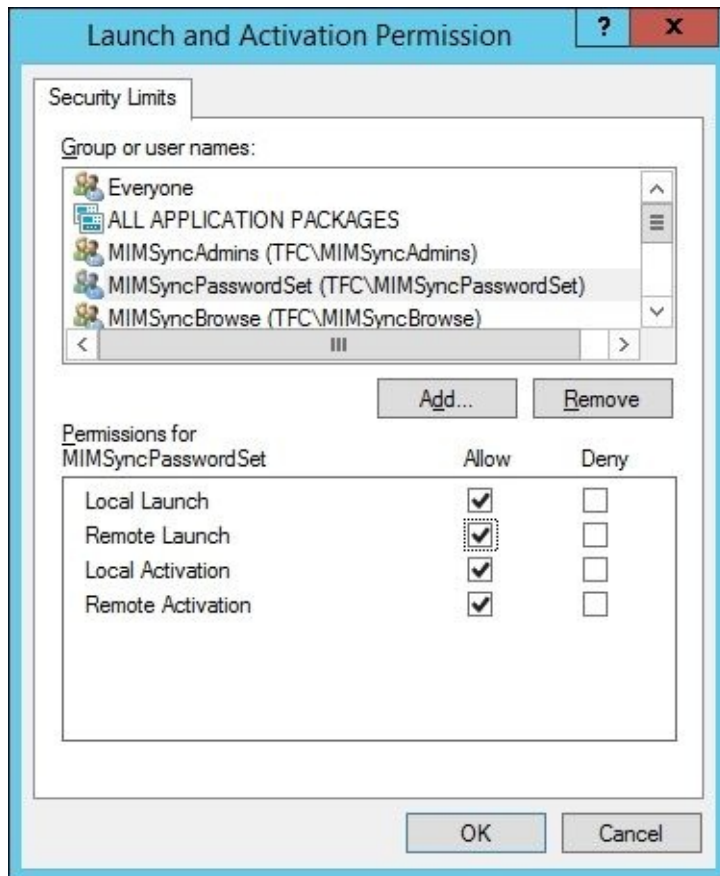 Launch and Activation Permission
?
x
Security Limits
Group or user names:
Everyone
ALL APPLICATION PACKAGES
MIMSyncAdmins (TFC\MIMSyncAdmins)
MIMSyncPasswordSet (TFC\MIMSyncPasswordSet)
MIMSyncBrowse (TFC\MIMSyncBrowse)
Add... Remove
Permissions for
MIMSyncPasswordSet Allow Deny
Local Launch
Remote Launch
Local Activation
Remote Activation
OK Cancel